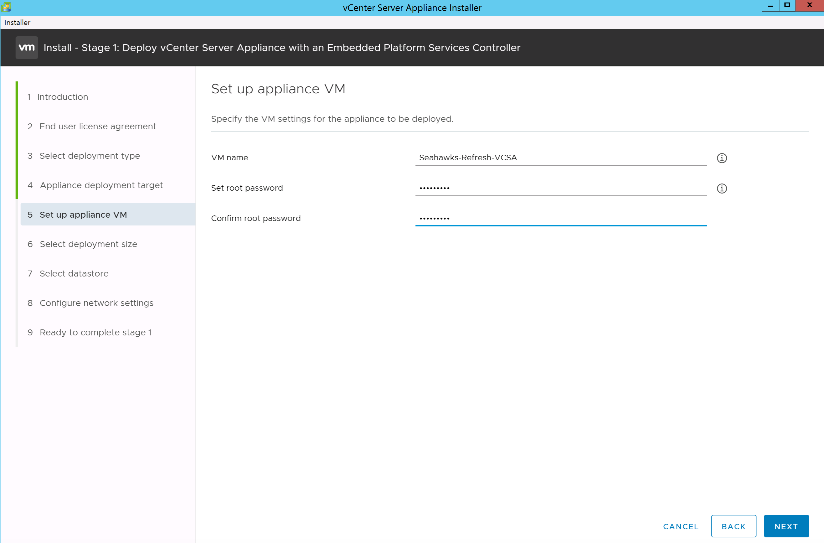 vCenter Server Appliance Installer
Installer
vm Install - Stage 1: Deploy vCenter Server Appliance with an Embedded Platform Services Controller
1 Introduction
2 End user license agreement
3 Select deployment type
4 Appliance deployment target
5 Set up appliance VM
6 Select deployment size
7 Select datastore
8 Configure network settings
9 Ready to complete stage 1
Set up appliance VM
Specify the VM settings for the appliance to be deployed.
VM name Seahawks-Refresh-VCSA
Set root password •••••••••
Confirm root password •••••••••
CANCEL BACK NEXT